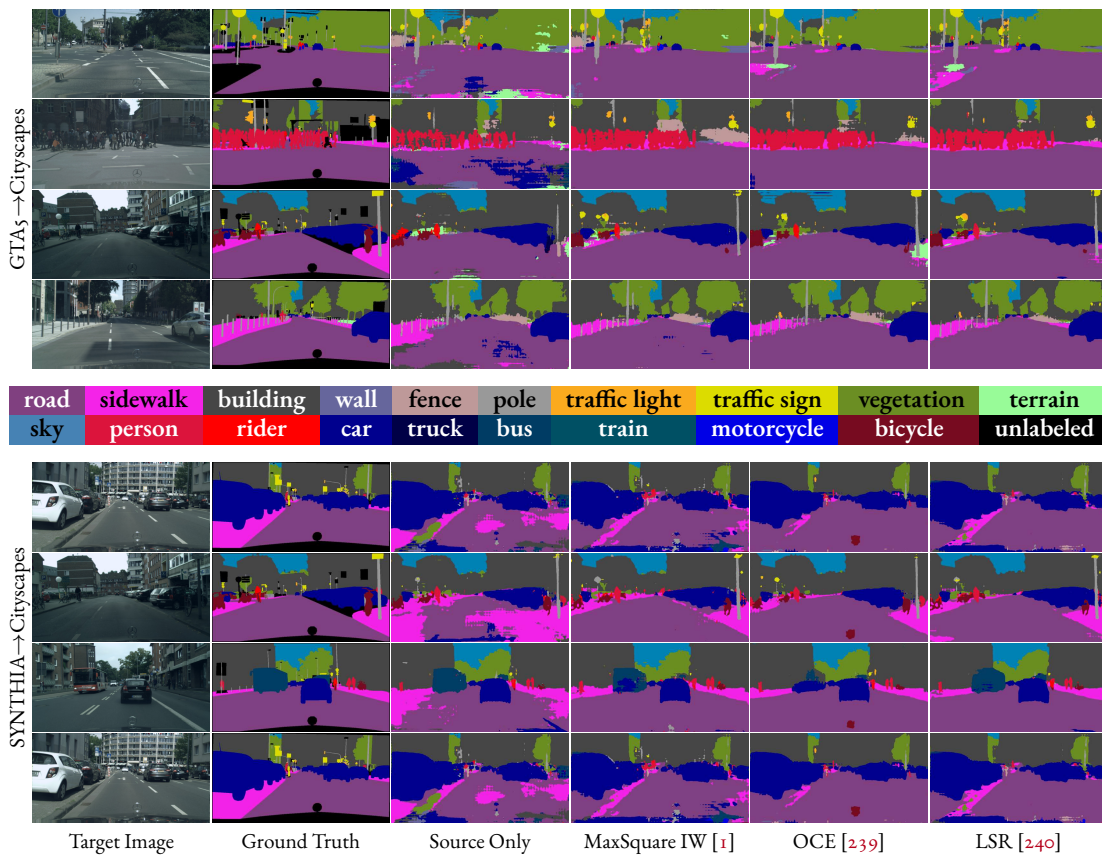 GTA5→Cityscapes
road sidewalk building wall fence pole traffic light traffic sign vegetation terrain
sky person rider car truck bus train motorcycle bicycle unlabeled
SYNTHIA→Cityscapes
Target Image Ground Truth Source Only MaxSquare IW [1] OCE [239] LSR [240]